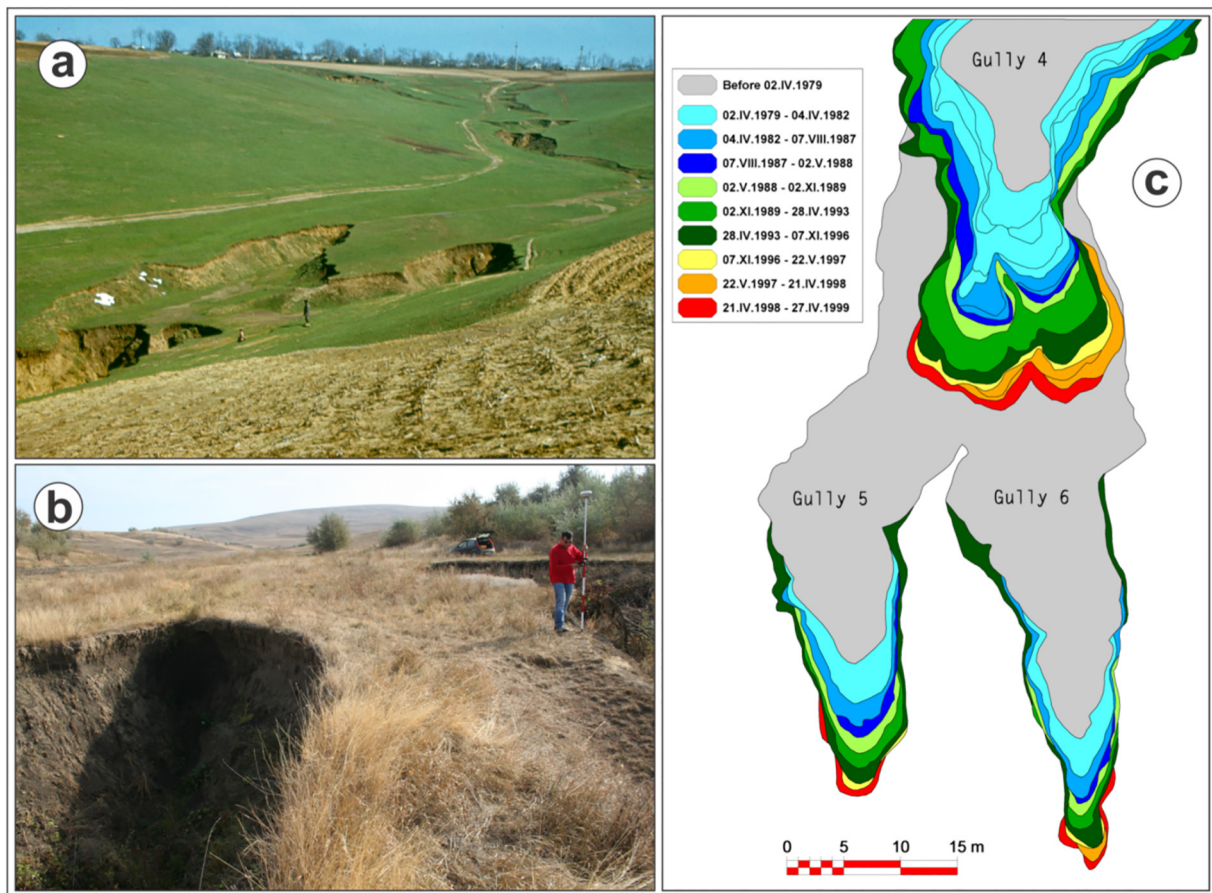 a
b
c
Before 02.IV.1979
02.IV.1979 - 04.IV.1982
04.IV.1982 - 07.VIII.1987
07.VIII.1987 - 02.V.1988
02.V.1988 - 02.XI.1989
02.XI.1989 - 28.IV.1993
28.IV.1993 - 07.XI.1996
07.XI.1996 - 22.V.1997
22.V.1997 - 21.IV.1998
21.IV.1998 - 27.IV.1999
Gully 4
Gully 5
Gully 6
0 5 10 15 m